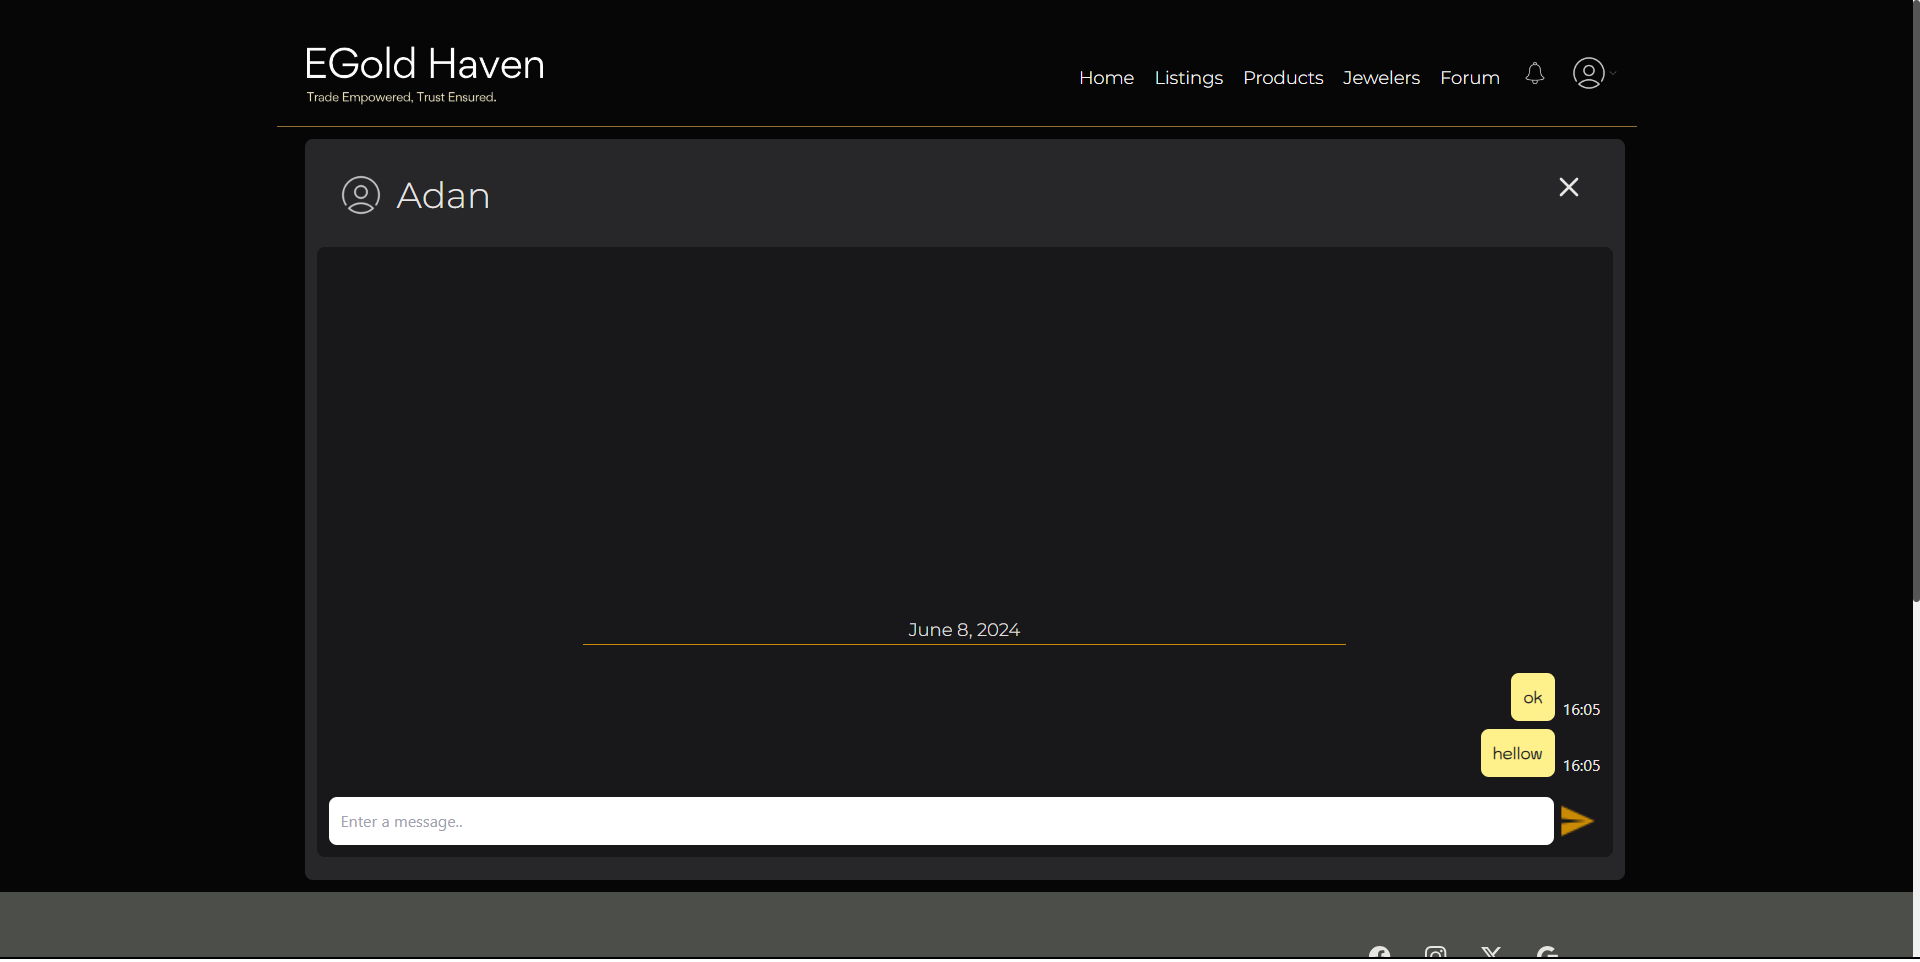 EGold Haven
Trade Empowered, Trust Ensured.
Home Listings Products Jewelers Forum
Adan
June 8, 2024
ok 16:05
hellow 16:05
Enter a message..